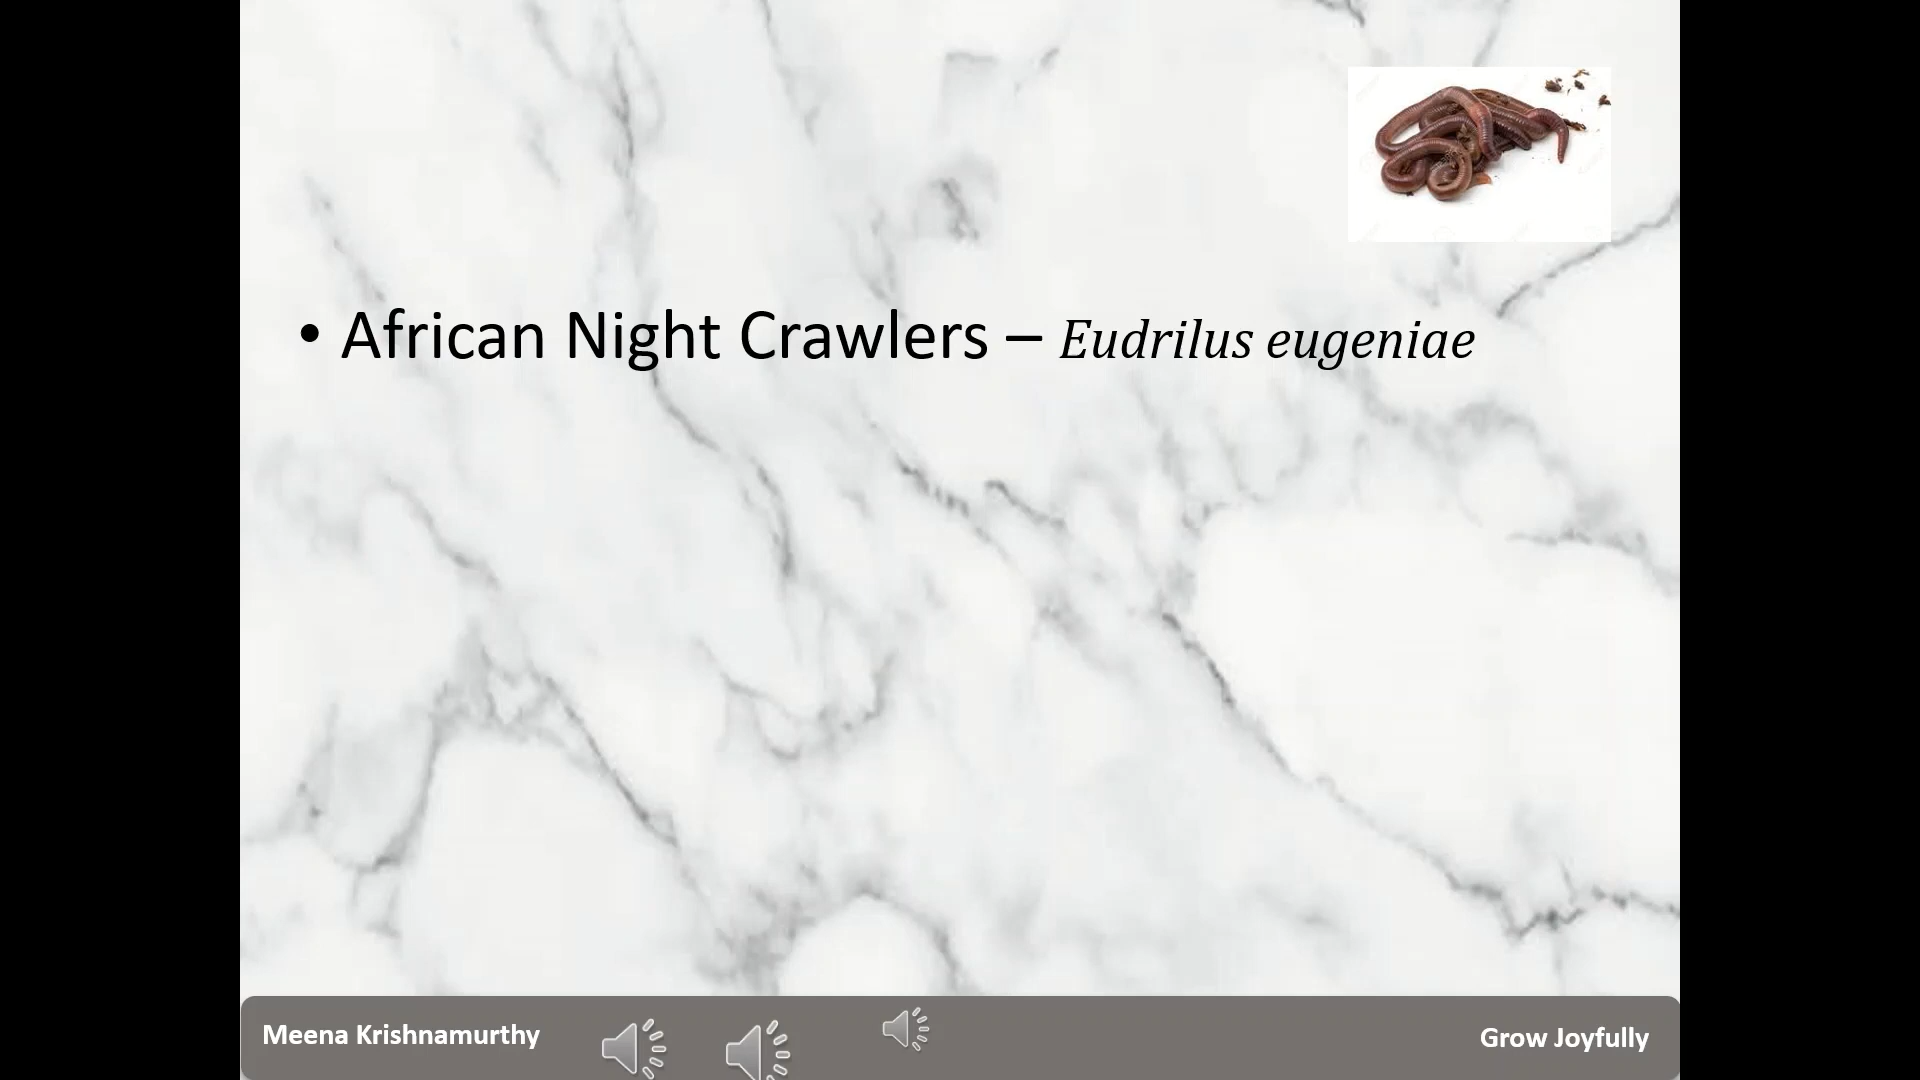 • African Night Crawlers – Eudrilus eugeniae
Meena Krishnamurthy
Grow Joyfully